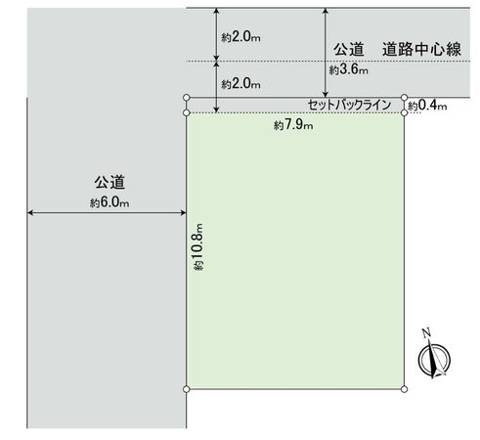 約2.0m
公道 道路中心線
約3.6m
約2.0m
セットバックライン
約0.4m
約7.9m
公道
約6.0m
約10.8m
N